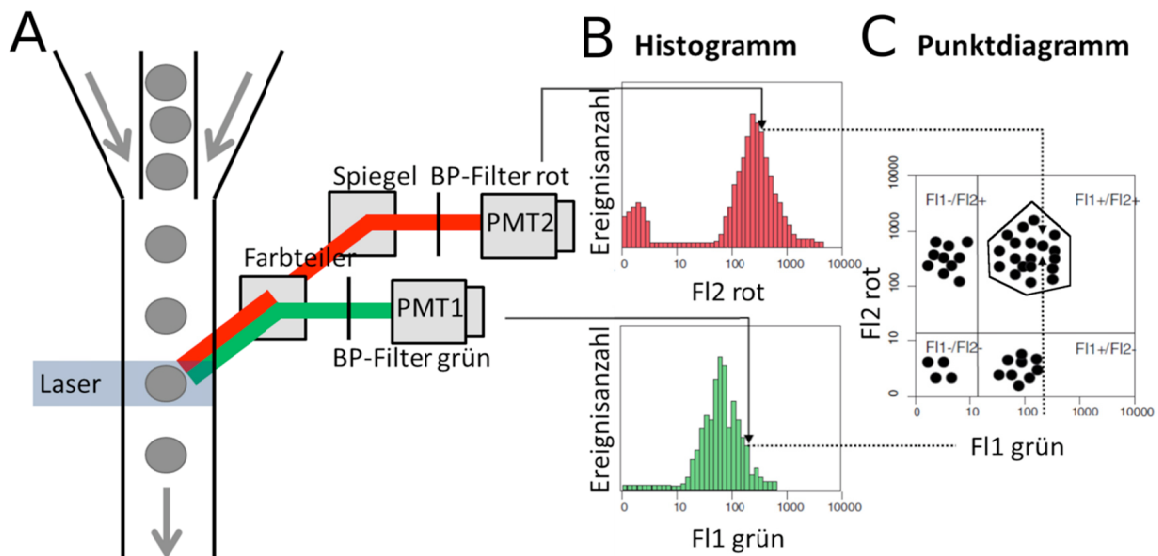 A
Spiegel
BP-Filter rot
PMT2
Farbteiler
PMT1
BP-Filter grün
Laser
B
Histogramm
Ereignisanzahl
0
10
100
1000
10000
Fl2 rot
Ereignisanzahl
0
10
100
1000
10000
Fl1 grün
C
Punktdiagramm
Fl2 rot
10000
1000
100
10
0
Fl1-/Fl2+
Fl1+/Fl2+
Fl1-/Fl2-
Fl1+/Fl2-
0
10
100
1000
10000
Fl1 grün